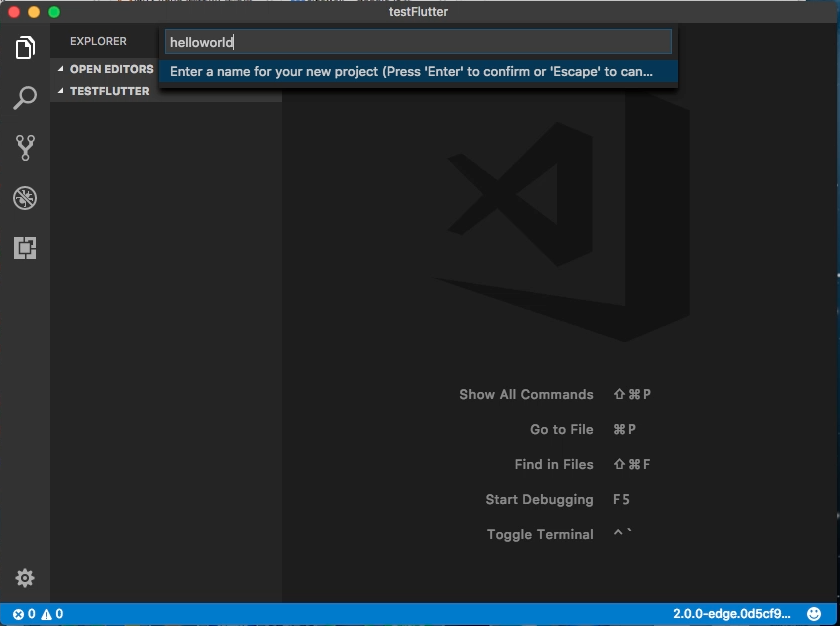 testFlutter
EXPLORER
helloworld
Enter a name for your new project (Press 'Enter' to confirm or 'Escape' to can...
OPEN EDITORS
TESTFLUTTER
Show All Commands ⇧⌘P
Go to File ⌘P
Find in Files ⇧⌘F
Start Debugging F5
Toggle Terminal ^`
0 0 2.0.0-edge.0d5cf9...